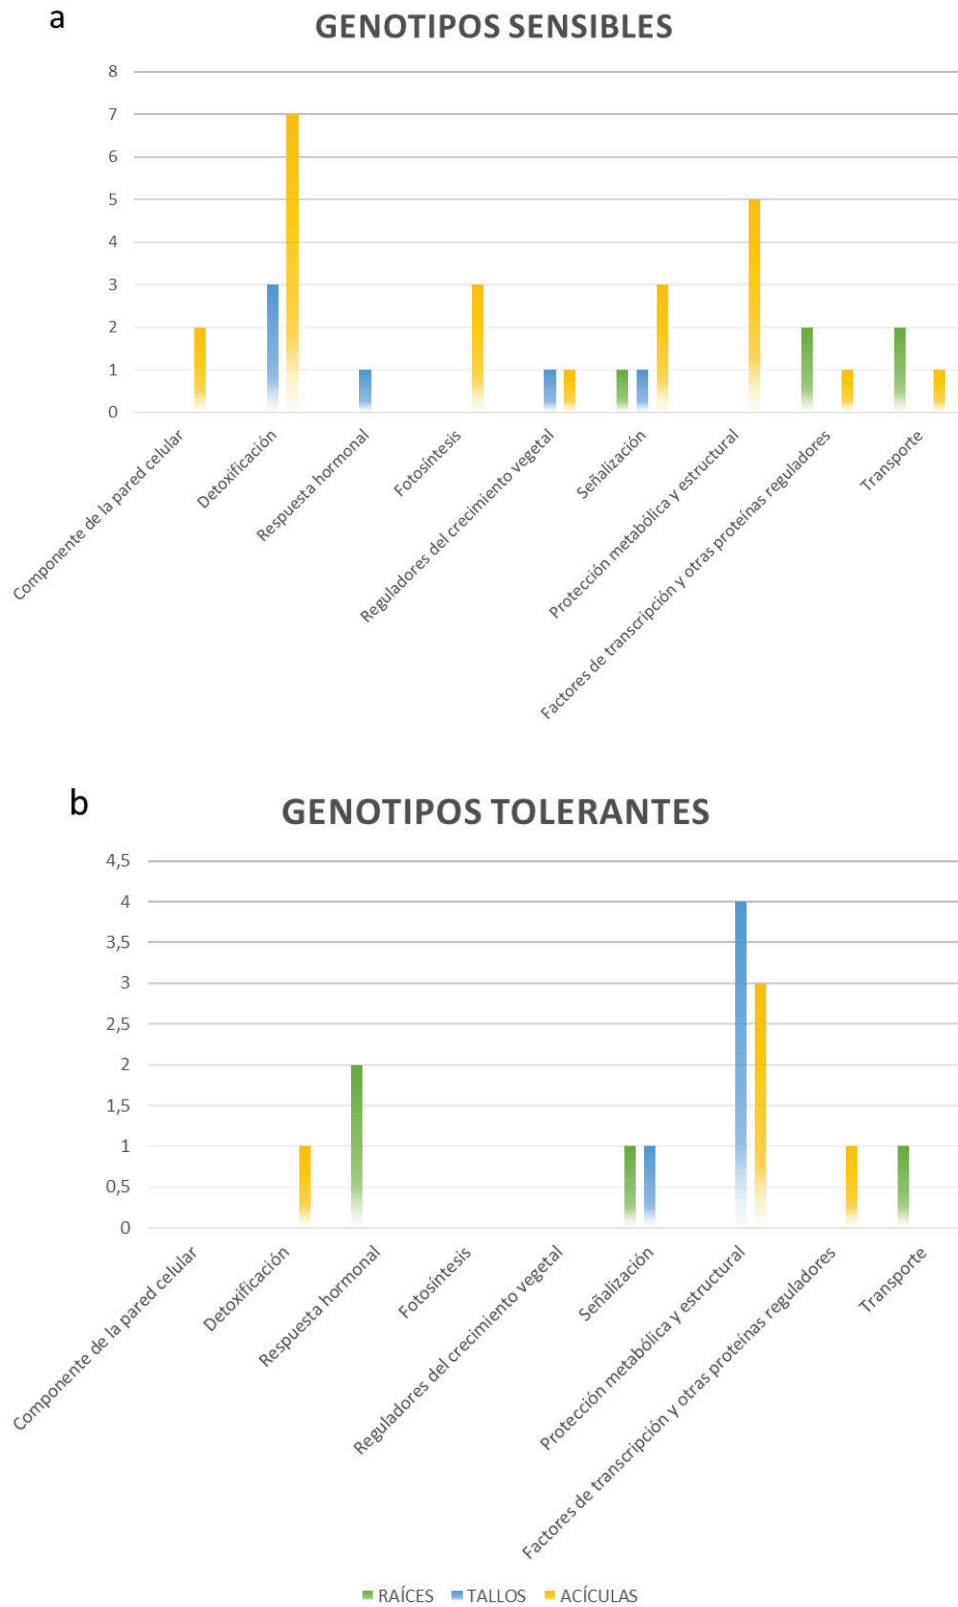 a
GENOTIPOS SENSIBLES
8
7
6
5
4
3
2
1
0
Componente de la pared celular
Detoxificación
Respuesta hormonal
Fotosíntesis
Reguladores del crecimiento vegetal
Señalización
Protección metabólica y estructural
Factores de transcripción y otras proteínas reguladores
Transporte
b
GENOTIPOS TOLERANTES
4,5
4
3,5
3
2,5
2
1,5
1
0,5
0
Componente de la pared celular
Detoxificación
Respuesta hormonal
Fotosíntesis
Reguladores del crecimiento vegetal
Señalización
Protección metabólica y estructural
Factores de transcripción y otras proteínas reguladores
Transporte
RAÍCES TALLOS ACÍCULAS